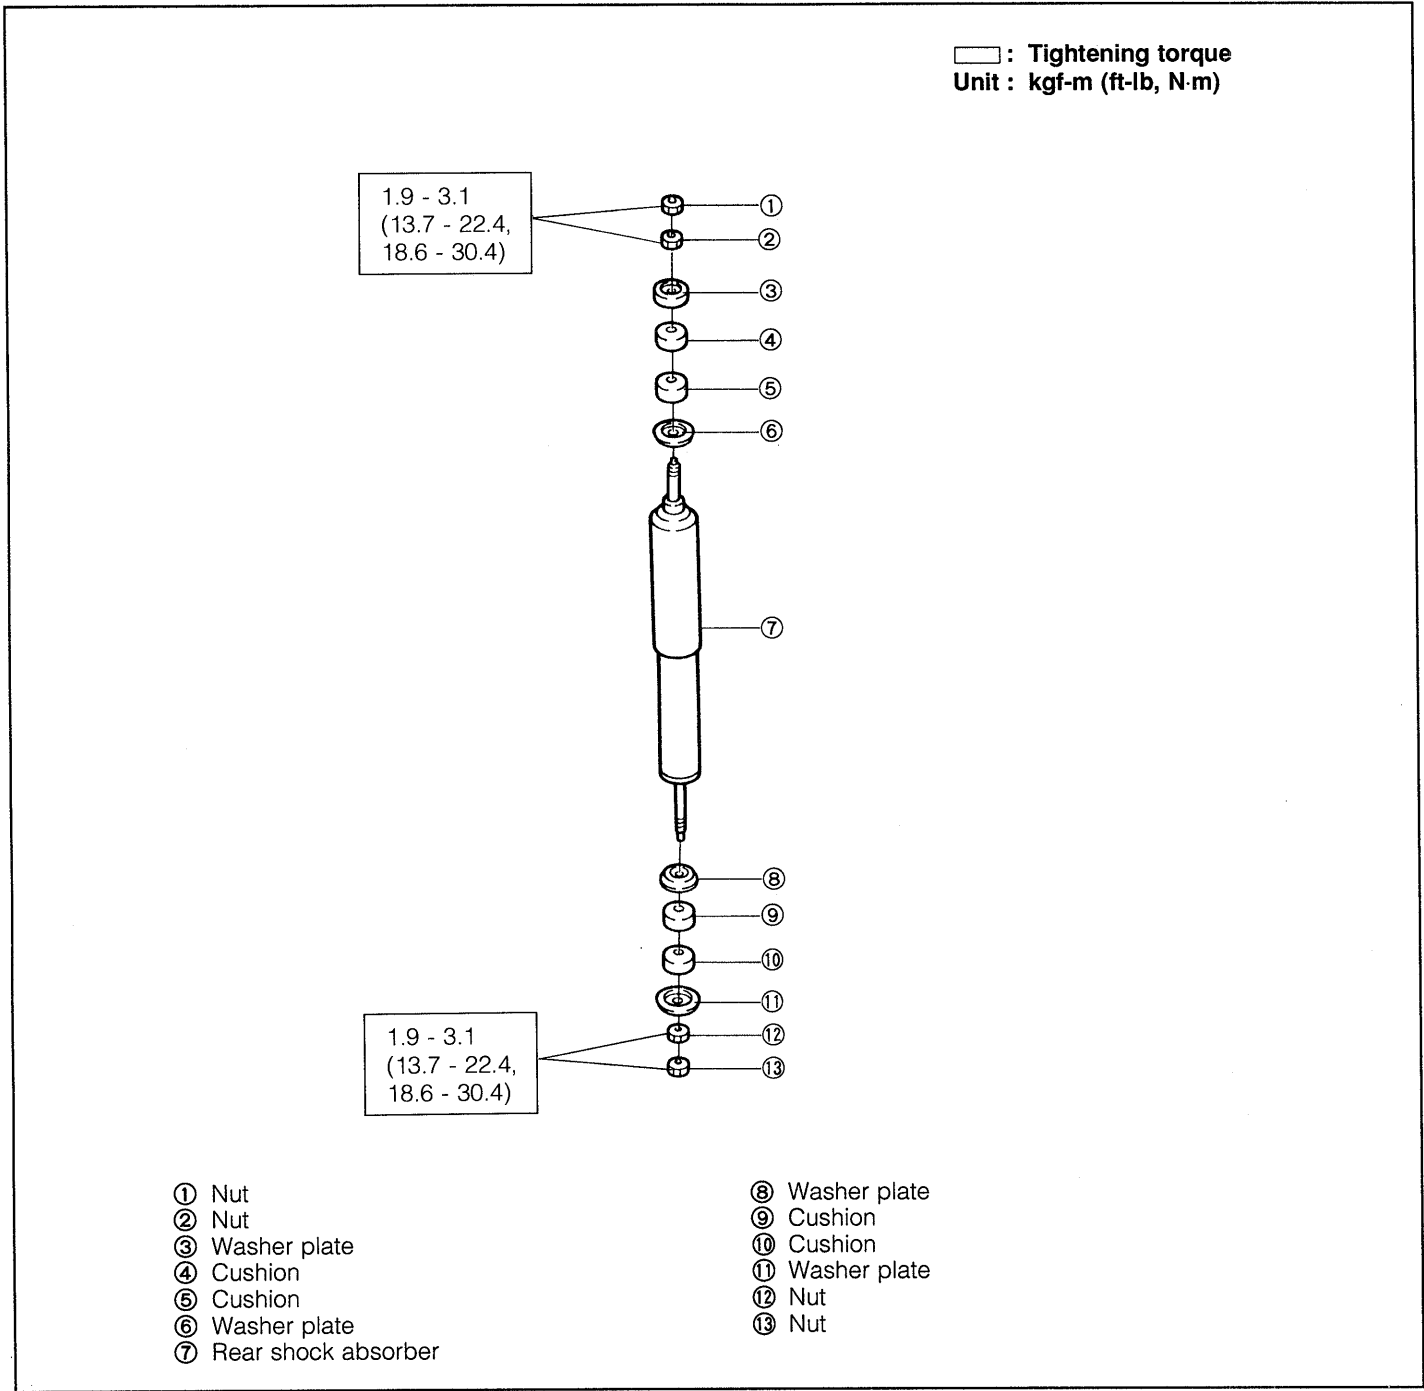 ▭ : Tightening torque
Unit : kgf-m (ft-lb, N·m)
1.9 - 3.1
(13.7 - 22.4,
18.6 - 30.4)
①
②
③
④
⑤
⑥
⑦
⑧
⑨
⑩
⑪
⑫
⑬
1.9 - 3.1
(13.7 - 22.4,
18.6 - 30.4)
① Nut
② Nut
③ Washer plate
④ Cushion
⑤ Cushion
⑥ Washer plate
⑦ Rear shock absorber
⑧ Washer plate
⑨ Cushion
⑩ Cushion
⑪ Washer plate
⑫ Nut
⑬ Nut